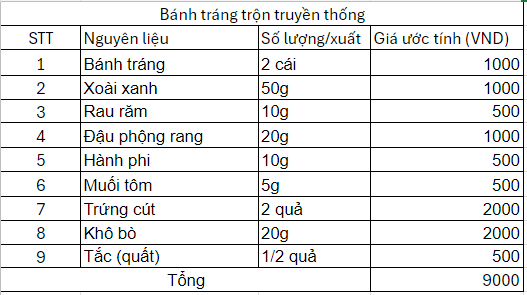 Bánh tráng trộn truyền thống
STT Nguyên liệu Số lượng/xuất Giá ước tính (VND)
1 Bánh tráng 2 cái 1000
2 Xoài xanh 50g 1000
3 Rau răm 10g 500
4 Đậu phộng rang 20g 1000
5 Hành phi 10g 500
6 Muối tôm 5g 500
7 Trứng cút 2 quả 2000
8 Khô bò 20g 2000
9 Tắc (quất) 1/2 quả 500
Tổng 9000